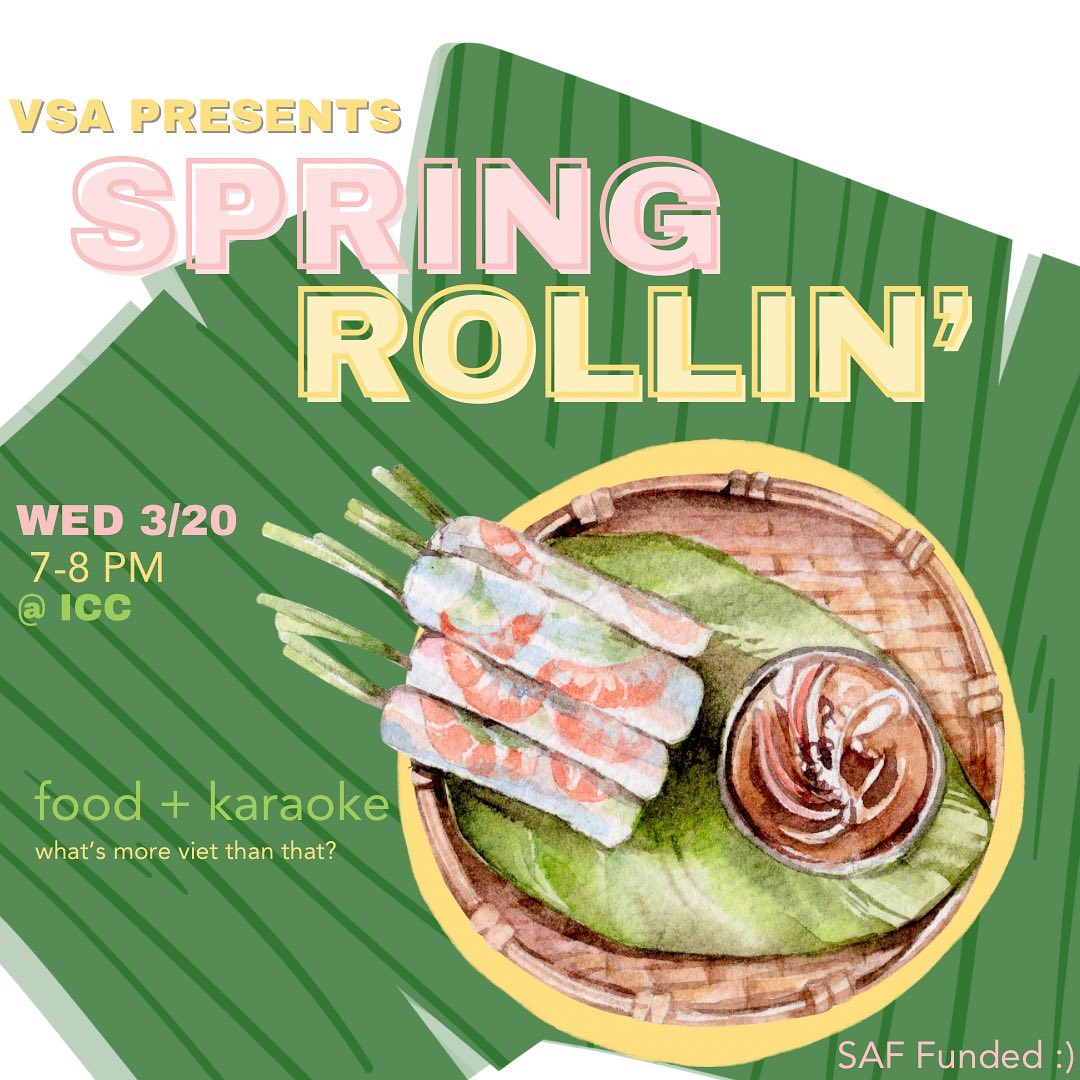 VSA PRESENTS
SPRING
ROLLIN’
WED 3/20
7-8 PM
@ ICC
food + karaoke
what’s more viet than that?
SAF Funded :)